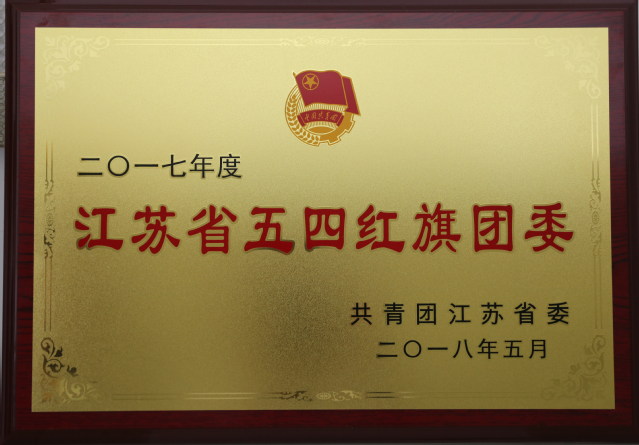 二〇一七年度
江苏省五四红旗团委
共青团江苏省委
二〇一八年五月